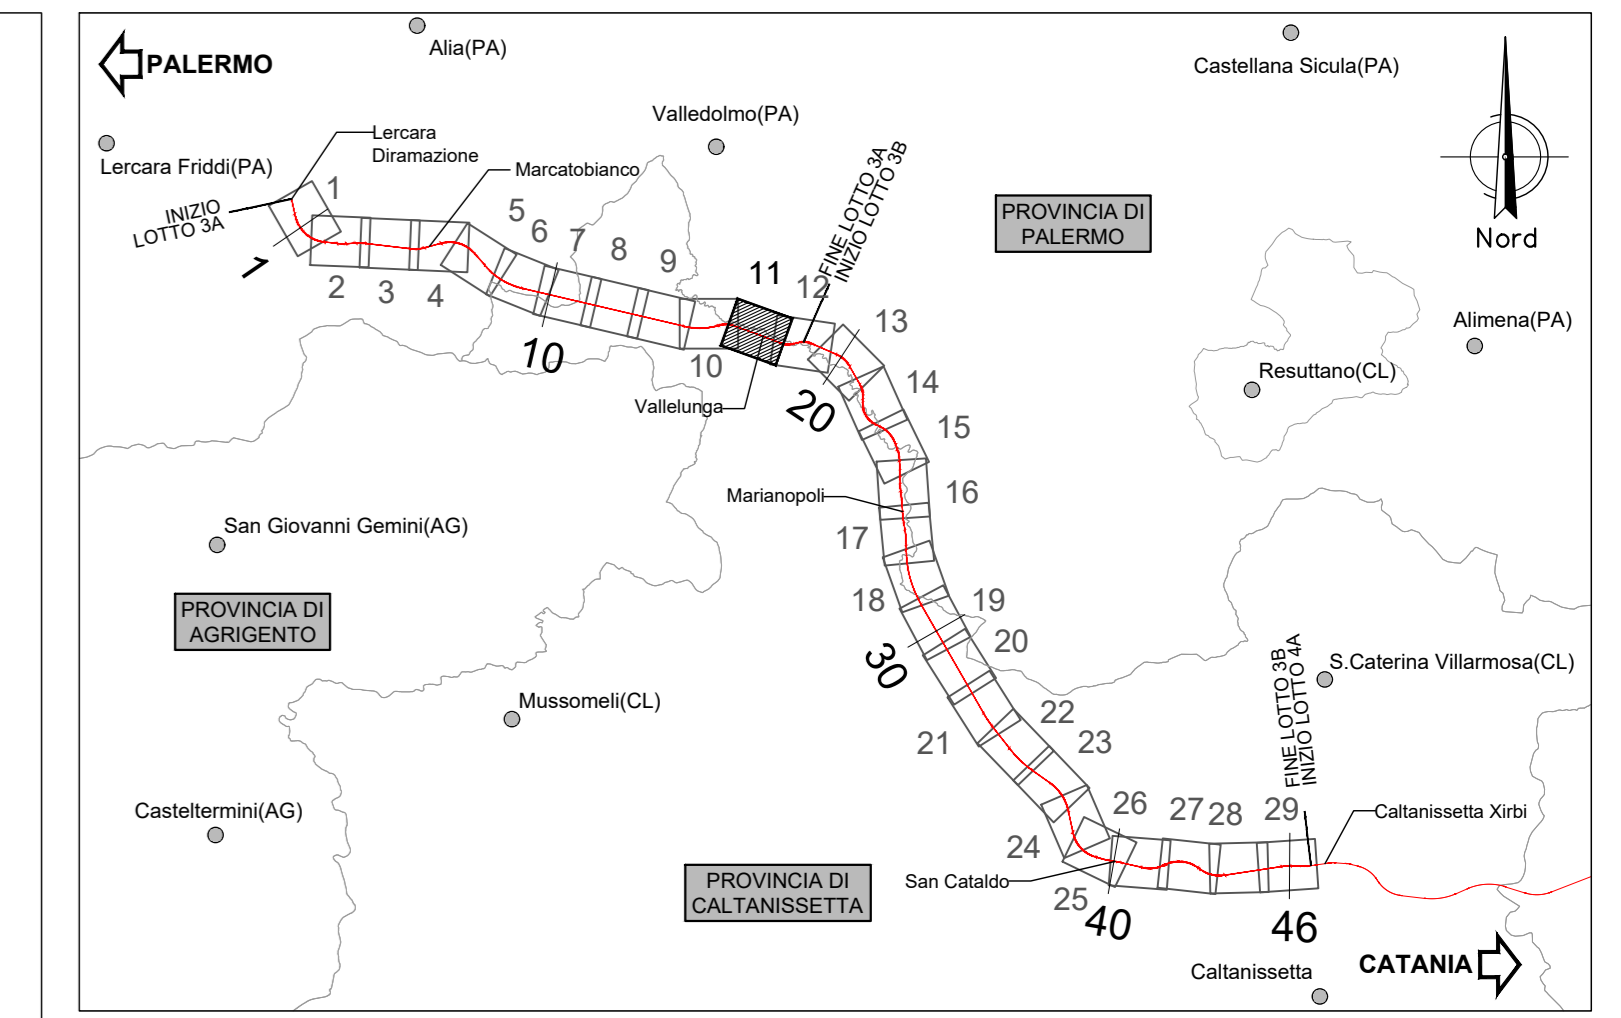 Alia(PA)
Castellana Sicula(PA)
PALERMO
Valledolmo(PA)
Lercara
Diramazione
Lercara Friddi(PA)
Marcatobianco
INIZIO
LOTTO 3A
FINE LOTTO 3A
INIZIO LOTTO 3B
PROVINCIA DI
PALERMO
Nord
1
1
2
3
4
5
6
7
8
9
10
10
11
12
13
14
15
16
17
18
19
20
20
21
22
23
24
25
26
27
28
29
30
40
46
Alimena(PA)
Resuttano(CL)
Vallelunga
Marianopoli
San Giovanni Gemini(AG)
PROVINCIA DI
AGRIGENTO
Mussomeli(CL)
S.Caterina Villarmosa(CL)
FINE LOTTO 3B
INIZIO LOTTO 4A
Casteltermini(AG)
Caltanissetta Xirbi
San Cataldo
PROVINCIA DI
CALTANISSETTA
Caltanissetta
CATANIA